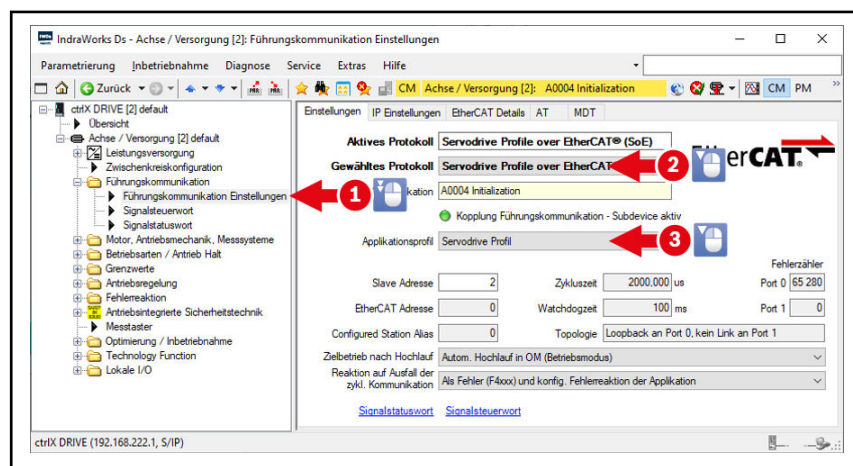 IndraWorks Ds - Achse / Versorgung [2]: Führungskommunikation Einstellungen
Parametrierung Inbetriebnahme Diagnose Service Extras Hilfe
Zurück CM Achse / Versorgung [2]: A0004 Initialization CM PM
ctrlX DRIVE [2] default
Übersicht
Achse / Versorgung [2] default
Leistungsversorgung
Zwischenkreiskonfiguration
Führungskommunikation
Führungskommunikation Einstellungen
Signalsteuerwort
Signalstatuswort
Motor, Antriebsmechanik, Messsysteme
Betriebsarten / Antrieb Halt
Grenzwerte
Antriebsregelung
Fehlerreaktion
Antriebsintegrierte Sicherheitstechnik
Messtaster
Optimierung / Inbetriebnahme
Technology Function
Lokale I/O
Einstellungen IP Einstellungen EtherCAT Details AT MDT
Aktives Protokoll Servodrive Profile over EtherCAT® (SoE)
EtherCAT®
Gewähltes Protokoll Servodrive Profile over EtherCAT
2
1
kation A0004 Initialization
Kopplung Führungskommunikation - Subdevice aktiv
Applikationsprofil Servodrive Profil
3
Fehlerzähler
Slave Adresse 2 Zykluszeit 2000,000 us Port 0 65 280
EtherCAT Adresse 0 Watchdogzeit 100 ms Port 1 0
Configured Station Alias 0 Topologie Loopback an Port 0, kein Link an Port 1
Zielbetrieb nach Hochlauf Autom. Hochlauf in OM (Betriebsmodus)
Reaktion auf Ausfall der zykl. Kommunikation Als Fehler (F4xxx) und konfig. Fehlerreaktion der Applikation
Signalstatuswort Signalsteuerwort
ctrlX DRIVE (192.168.222.1, S/IP)